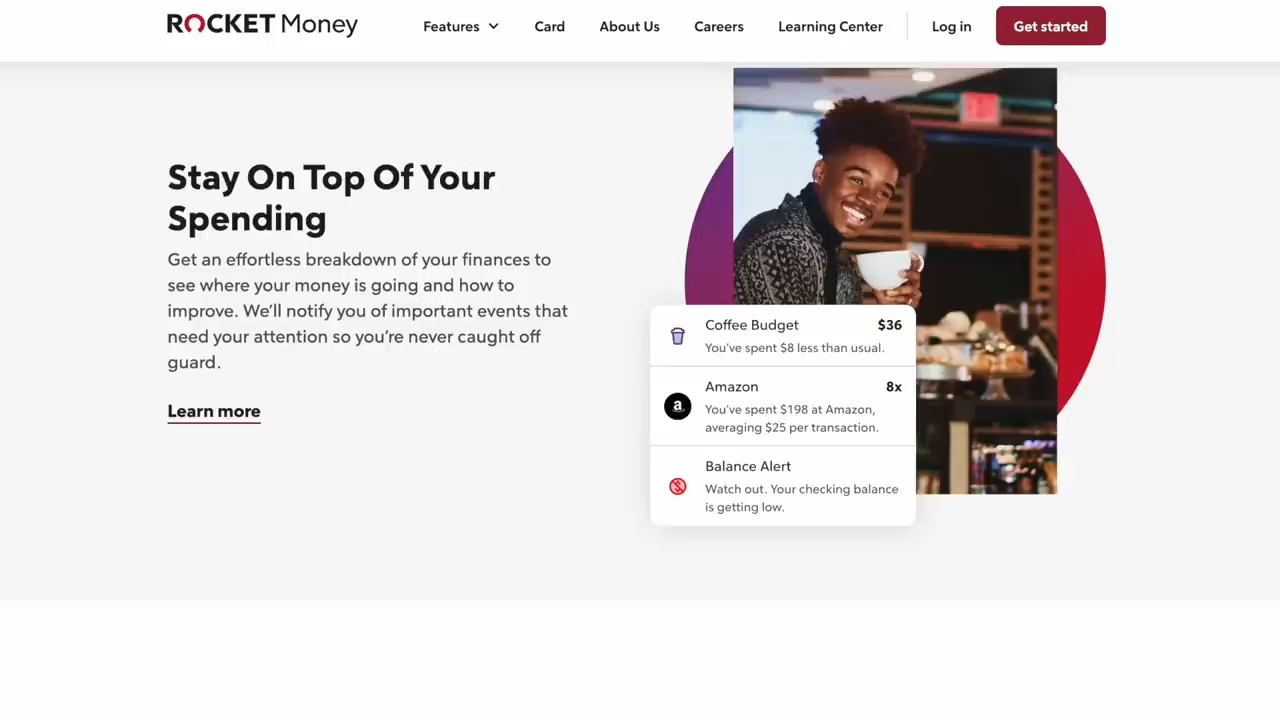 ROCKET Money
Features
Card
About Us
Careers
Learning Center
Log in
Get started
Stay On Top Of Your
Spending
Get an effortless breakdown of your finances to
see where your money is going and how to
improve. We’ll notify you of important events that
need your attention so you’re never caught off
guard.
Learn more
Coffee Budget $36
You’ve spent $8 less than usual.
a
Amazon 8x
You’ve spent $198 at Amazon,
averaging $25 per transaction.
Balance Alert
Watch out. Your checking balance
is getting low.